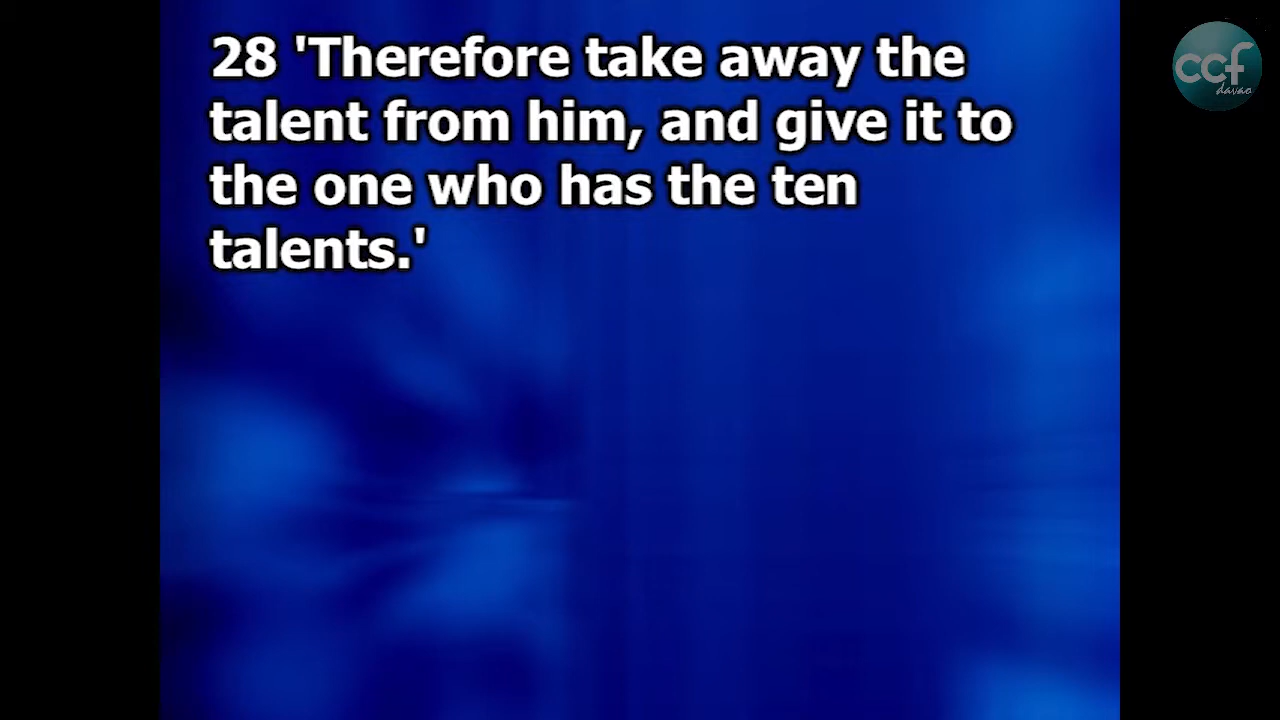 28 'Therefore take away the
talent from him, and give it to
the one who has the ten
talents.'
ccf
davao